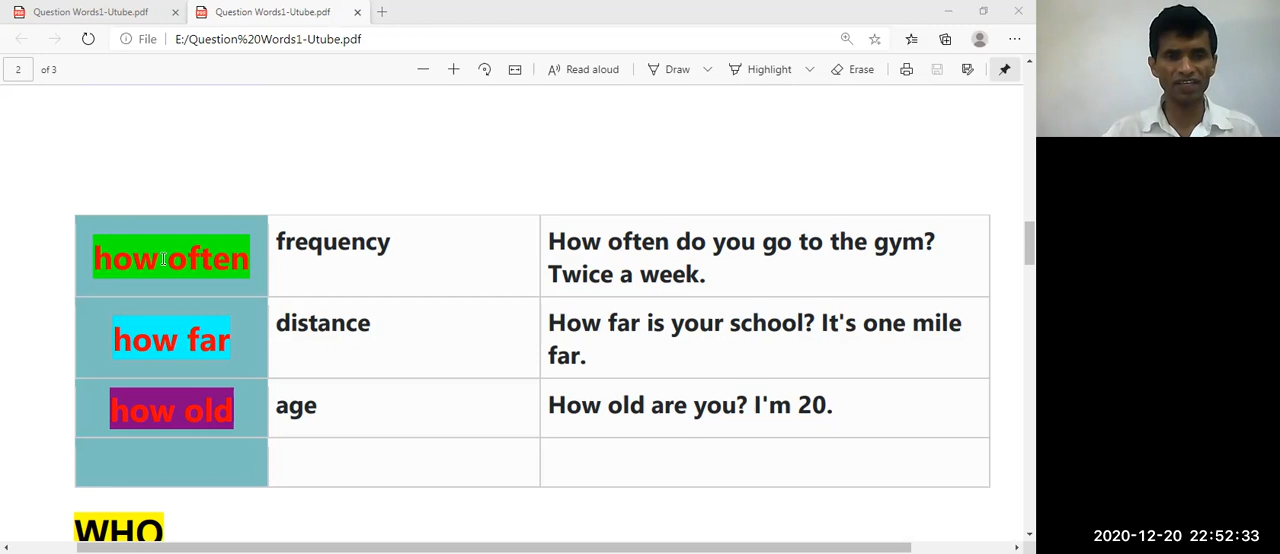 Question Words1-Utube.pdf
Question Words1-Utube.pdf
File
E:/Question%20Words1-Utube.pdf
2 of 3
Read aloud
Draw
Highlight
Erase
how often
frequency
How often do you go to the gym?
Twice a week.
how far
distance
How far is your school? It's one mile
far.
how old
age
How old are you? I'm 20.
WHO
2020-12-20 22:52:33